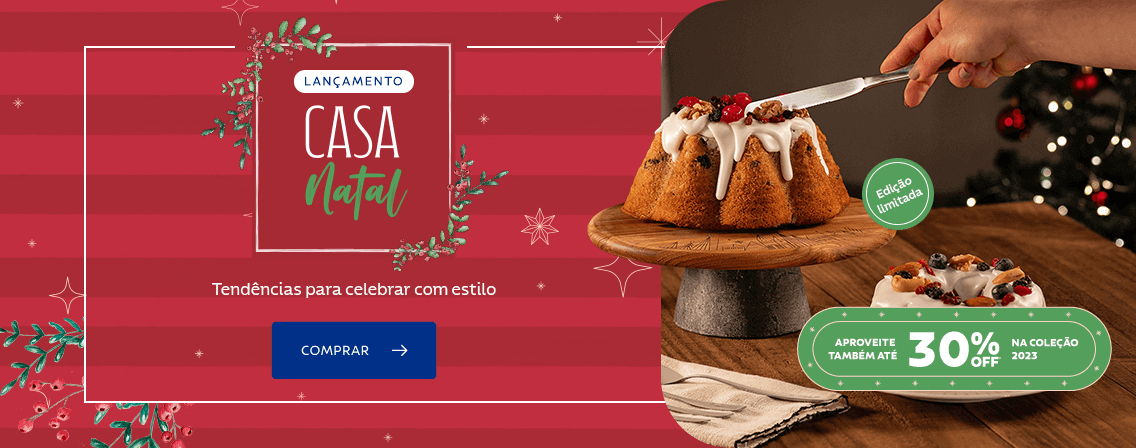 LANÇAMENTO
CASA
Natal
Tendências para celebrar com estilo
COMPRAR
Edição
limitada
APROVEITE
TAMBÉM ATÉ
30%
OFF
NA COLEÇÃO
2023